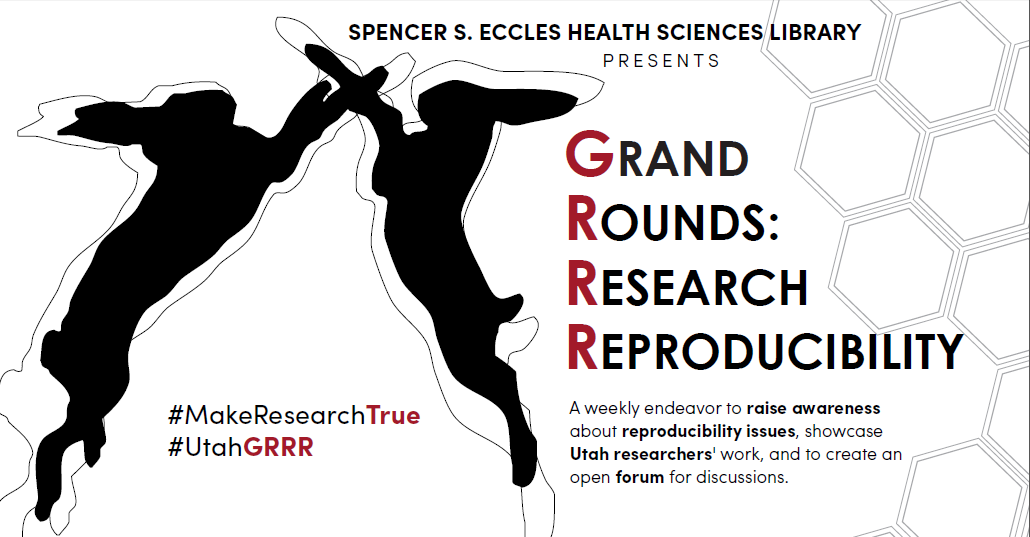 SPENCER S. ECCLES HEALTH SCIENCES LIBRARY
PRESENTS
GRAND
ROUNDS:
RESEARCH
REPRODUCIBILITY
A weekly endeavor to raise awareness
about reproducibility issues, showcase
Utah researchers' work, and to create an
open forum for discussions.
#MakeResearchTrue
#UtahGRRR